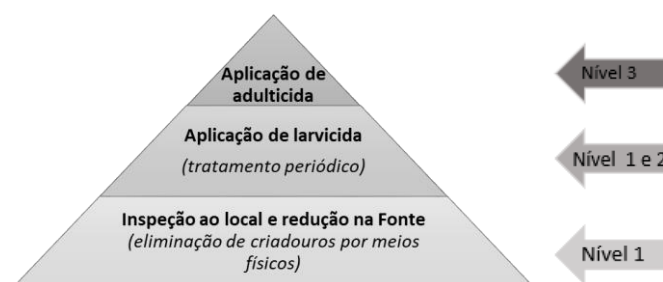 Aplicação de
adulticida
Nível 3
Aplicação de larvicida
(tratamento periódico)
Nível 1 e 2
Inspeção ao local e redução na Fonte
(eliminação de criadouros por meios
físicos)
Nível 1